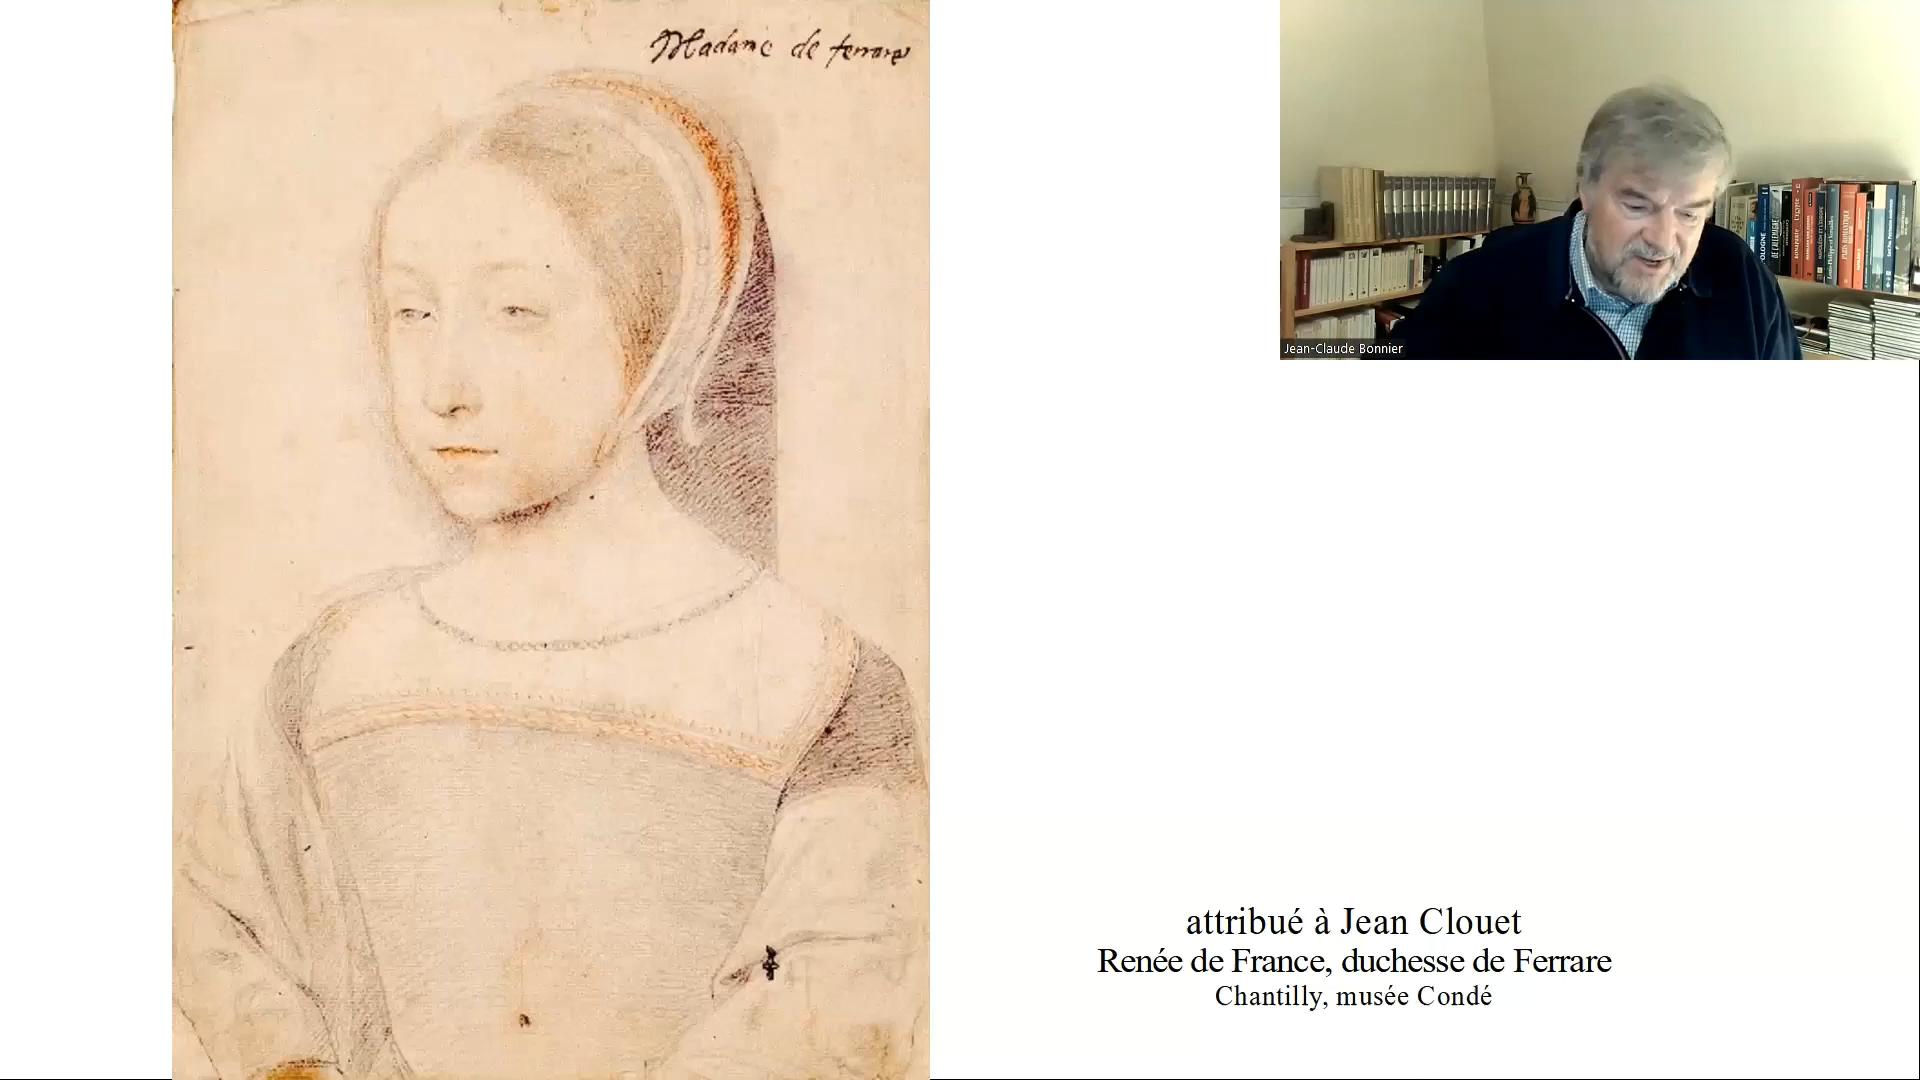 Madame de ferrare
Jean-Claude Bonnier
attribué à Jean Clouet
Renée de France, duchesse de Ferrare
Chantilly, musée Condé